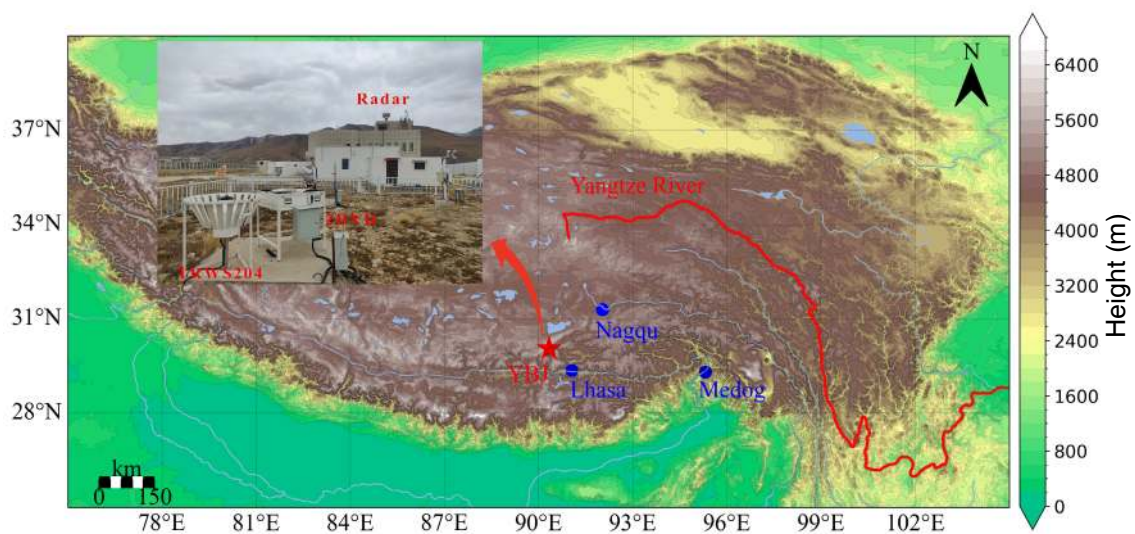 N
6400
5600
4800
4000
3200
2400
1600
800
0
Height (m)
37°N
34°N
31°N
28°N
Radar
TRWS204
Yangtze River
Nagqu
YBJ
Lhasa
Medog
km
0 150
78°E 81°E 84°E 87°E 90°E 93°E 96°E 99°E 102°E